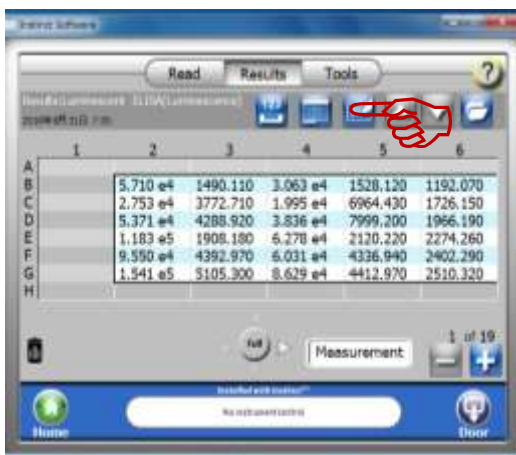 Instinct Software
Read Results Tools ?
1 2 3 4 5 6
A
B 5.710 e4 1490.110 3.063 e4 1528.120 1192.070
C 2.753 e4 3772.710 1.995 e4 6964.430 1726.150
D 5.371 e4 4288.920 3.836 e4 7999.200 1966.190
E 1.183 e5 1908.180 6.278 e4 2120.220 2274.260
F 9.550 e4 4392.970 6.031 e4 4336.940 2402.290
G 1.541 e5 5105.300 8.629 e4 4412.970 2510.320
H
1 of 19
Full Measurement
No instrument control
Home Door